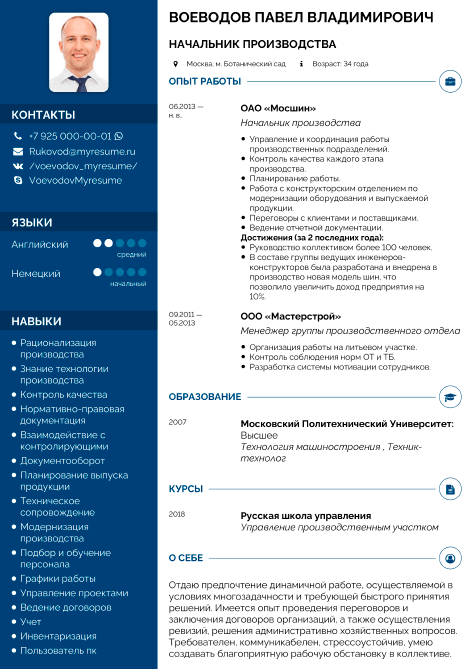 ВОЕВОДОВ ПАВЕЛ ВЛАДИМИРОВИЧ
НАЧАЛЬНИК ПРОИЗВОДСТВА
Москва, м. Ботанический сад
Возраст: 34 года
КОНТАКТЫ
+7 925 000-00-01
Rukovod@myresume.ru
/voevodov_myresume/
VoevodovMyresume
ЯЗЫКИ
Английский
средний
Немецкий
начальный
НАВЫКИ
Рационализация
производства
Знание технологии
производства
Контроль качества
Нормативно-правовая
документация
Взаимодействие с
контролирующими
Документооборот
Планирование выпуска
продукции
Техническое
сопровождение
Модернизация
производства
Подбор и обучение
персонала
Графики работы
Управление проектами
Ведение договоров
Учет
Инвентаризация
Пользователь пк
ОПЫТ РАБОТЫ
06.2013 —
н. в.
ОАО «Мосшин»
Начальник производства
Управление и координация работы
производственных подразделений.
Контроль качества каждого этапа
производства.
Планирование работы.
Работа с конструкторским отделением по
модернизации оборудования и выпускаемой
продукции.
Переговоры с клиентами и поставщиками.
Ведение отчетной документации.
Достижения (за 2 последних года):
Руководство коллективом более 100 человек.
В составе группы ведущих инженеров-
конструкторов была разработана и внедрена в
производство новая модель шин, что
позволило увеличить доход предприятия на
10%.
09.2011 —
05.2013
ООО «Мастерстрой»
Менеджер группы производственного отдела
Организация работы на литьевом участке.
Контроль соблюдения норм ОТ и ТБ.
Разработка системы мотивации сотрудников.
ОБРАЗОВАНИЕ
2007
Московский Политехнический Университет:
Высшее
Технология машиностроения , Техник-
технолог
КУРСЫ
2018
Русская школа управления
Управление производственным участком
О СЕБЕ
Отдаю предпочтение динамичной работе, осуществляемой в
условиях многозадачности и требующей быстрого принятия
решений. Имеется опыт проведения переговоров и
заключения договоров организаций, а также осуществления
ревизий, решения административно хозяйственных вопросов.
Требователен, коммуникабелен, стрессоустойчив, умею
создавать благоприятную рабочую обстановку в коллективе.